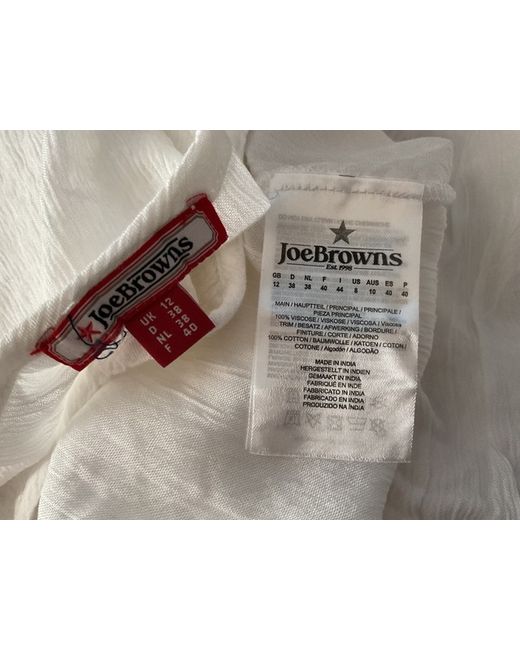 JoeBrowns
UK 12
D 38
NL 38
F 40
JoeBrowns
Est. 1998
GB D NL F I US AUS ES P
12 38 38 40 44 8 10 40 40
MAIN / HAUPTTEIL / PRINCIPAL / PRINCIPALE /
PIEZA PRINCIPAL
100% VISCOSE / VISKOSE / VISCOSA / Viscose
TRIM / BESATZ / AFWERKING / BORDURE /
FINITURE / CORTE / ADORNO
100% COTTON / BAUMWOLLE / KATOEN / COTON /
COTONE / Algodón / ALGODÃO
MADE IN INDIA
HERGESTELLT IN INDIEN
GEMAAKT IN INDIA
FABRIQUÉ EN INDE
FABBRICATO IN INDIA
FABRICADO EN INDIA
PRODUZIDO NA ÍNDIA